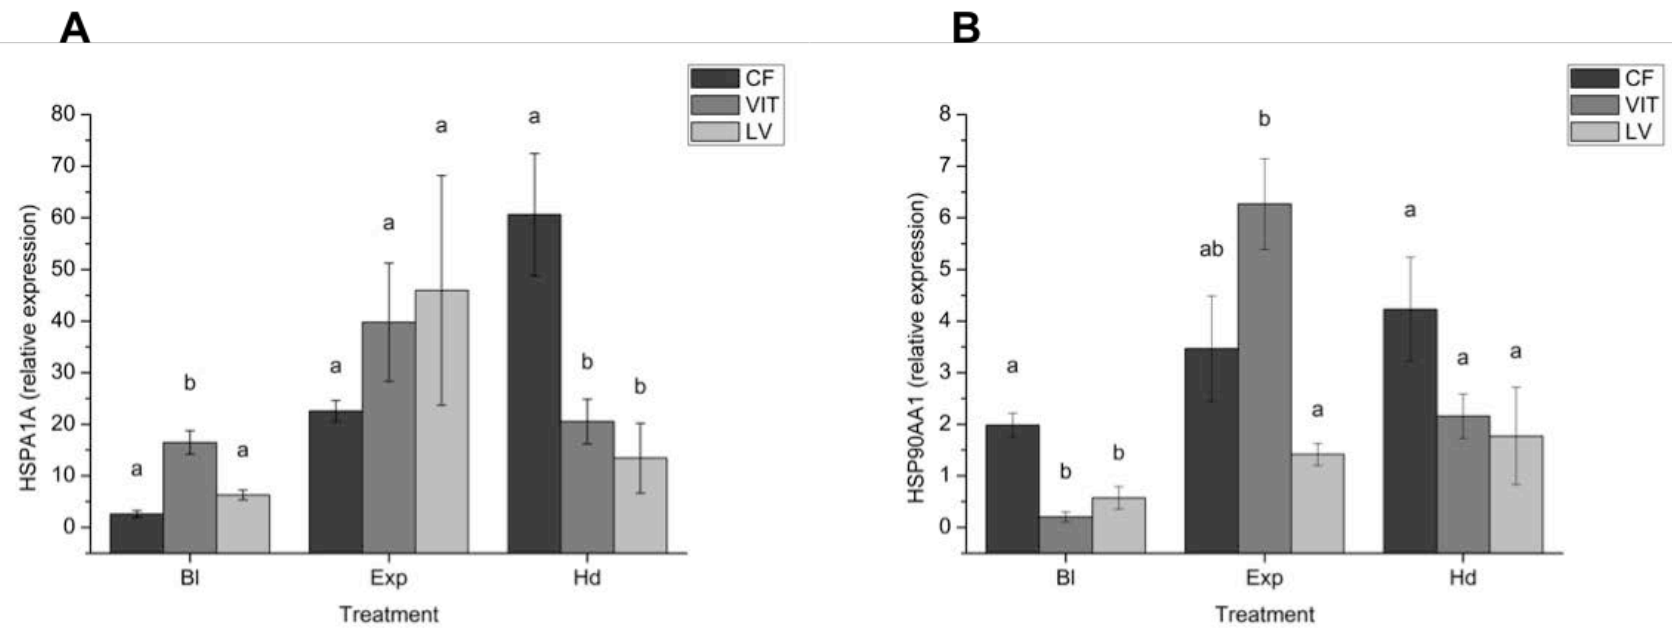 A
CF
VIT
LV
80
70
60
50
40
30
20
10
0
HSPA1A (relative expression)
a
b
a
a
a
a
a
b
b
Bl
Exp
Hd
Treatment
B
CF
VIT
LV
8
7
6
5
4
3
2
1
0
HSP90AA1 (relative expression)
a
b
b
ab
b
a
a
a
a
Bl
Exp
Hd
Treatment